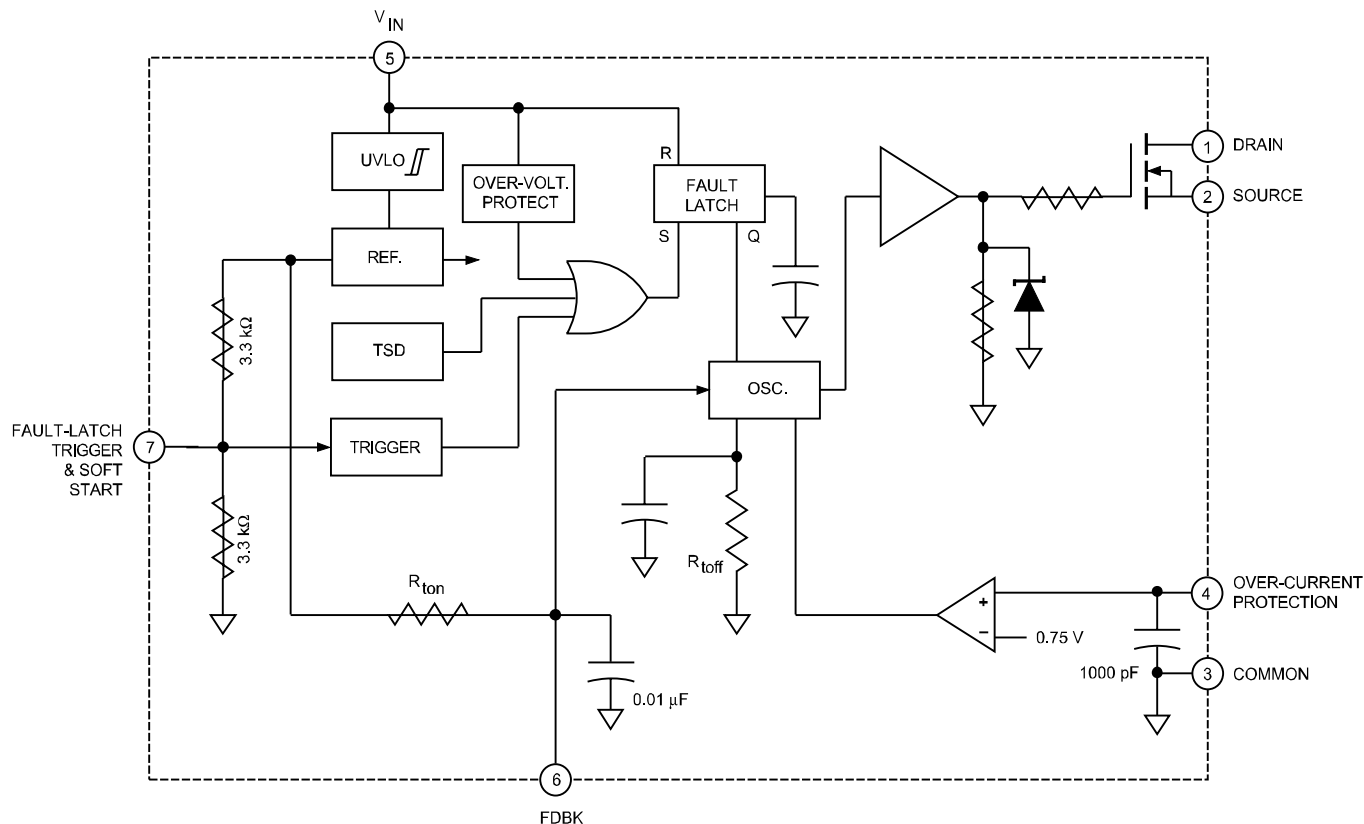 V IN
5
UVLO
R
OVER-VOLT.
PROTECT
FAULT
LATCH
S
Q
REF.
1
DRAIN
2
SOURCE
3.3 kΩ
TSD
OSC.
FAULT-LATCH
TRIGGER
& SOFT
START
7
TRIGGER
3.3 kΩ
R toff
R ton
+
−
0.75 V
4
OVER-CURRENT
PROTECTION
1000 pF
3
COMMON
0.01 µF
6
FDBK